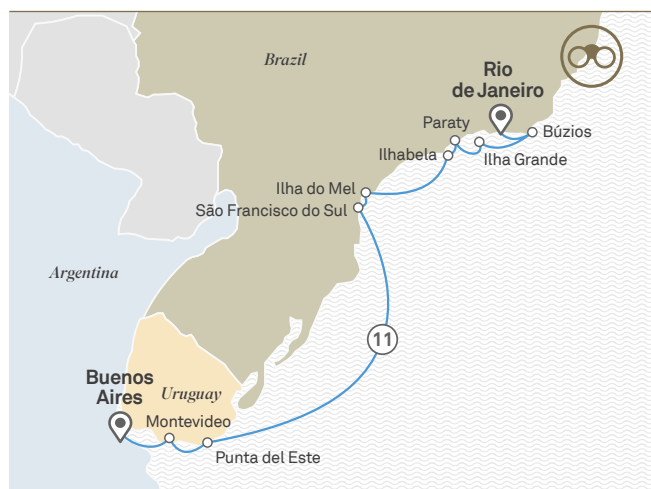 Brazil
Rio
de Janeiro
Paraty
Búzios
Ilhabela
Ilha Grande
Ilha do Mel
São Francisco do Sul
Argentina
11
Buenos
Aires
Uruguay
Montevideo
Punta del Este